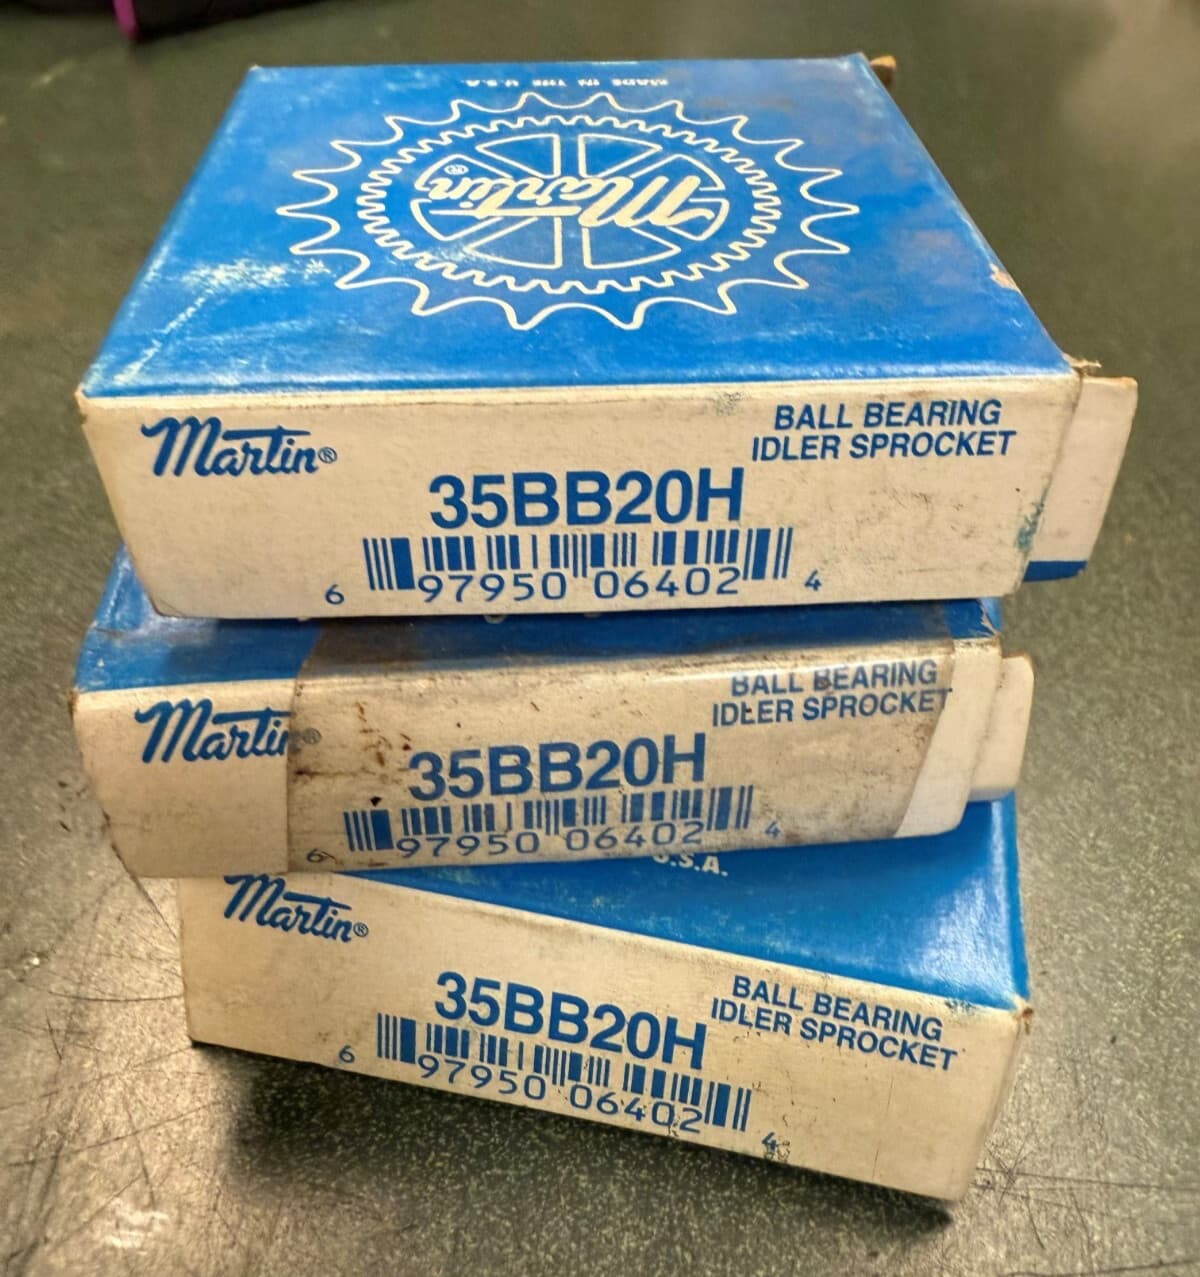 MADE IN THE U.S.A.
Martin®
Martin®
BALL BEARING
IDLER SPROCKET
35BB20H
6 97950 06402 4
Martin®
BALL BEARING
IDLER SPROCKET
35BB20H
6 97950 06402 4
U.S.A.
Martin®
BALL BEARING
IDLER SPROCKET
35BB20H
6 97950 06402 4